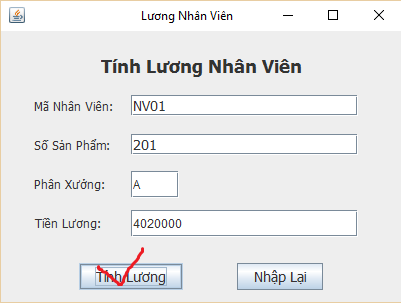 Lương Nhân Viên
Tính Lương Nhân Viên
Mã Nhân Viên: NV01
Số Sản Phẩm: 201
Phân Xưởng: A
Tiền Lương: 4020000
Tính Lương Nhập Lại